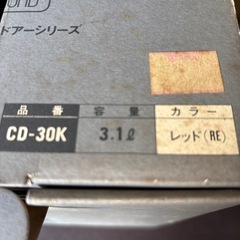 UND
ドアーシリーズ
品番 容量 カラー
CD-30K 3.1ℓ レッド(RE)